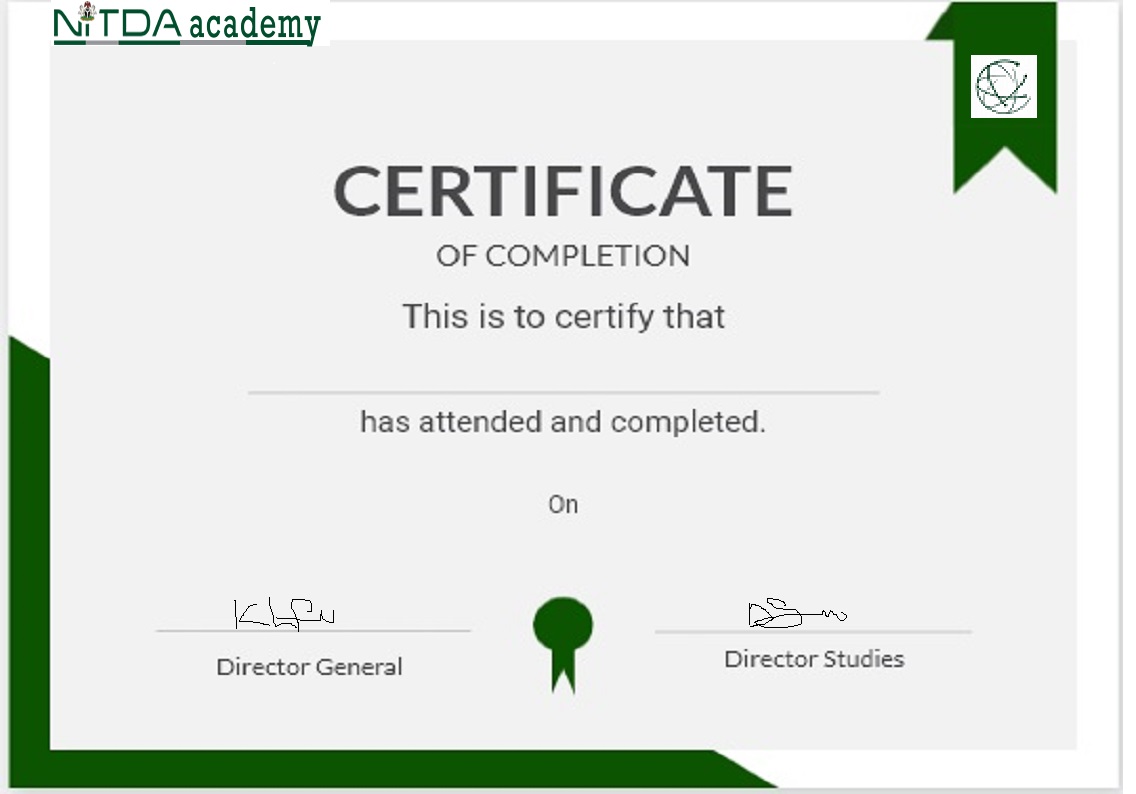 NiTDA academy
CERTIFICATE
OF COMPLETION
This is to certify that
has attended and completed.
On
Director General
Director Studies